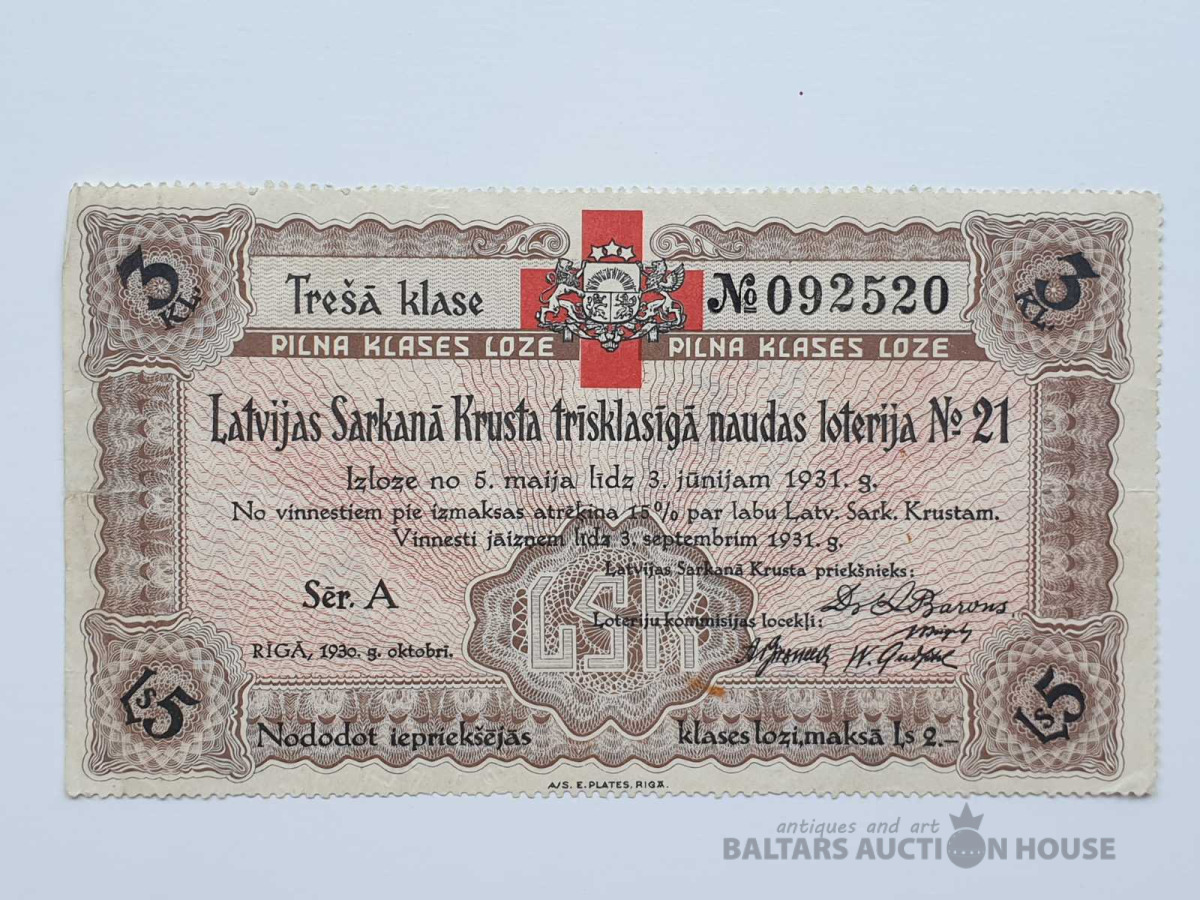 3 KL.
3 KL.
Trešā klase № 092520
PILNA KLASES LOZE PILNA KLASES LOZE
Latvijas Sarkanā Krusta trīsklasīgā naudas loterija № 21
Izloze no 5. maija līdz 3. jūnijam 1931. g.
No vinnestiem pie izmaksas atrēķina 15% par labu Latv. Sark. Krustam.
Vinnesti jāizņem līdz 3. septembrim 1931. g.
Latvijas Sarkanā Krusta priekšnieks:
Sēr. A
LSK
Dr Barons
Loteriju kommisijas locekļi:
RĪGĀ, 1930. g. oktobrī.
Ls 5
Ls 5
Nododot iepriekšējās klases lozi, maksā Ls 2.–
A/S. E. PLATES, RIGĀ.
antiques and art
BALTARS AUCTION HOUSE